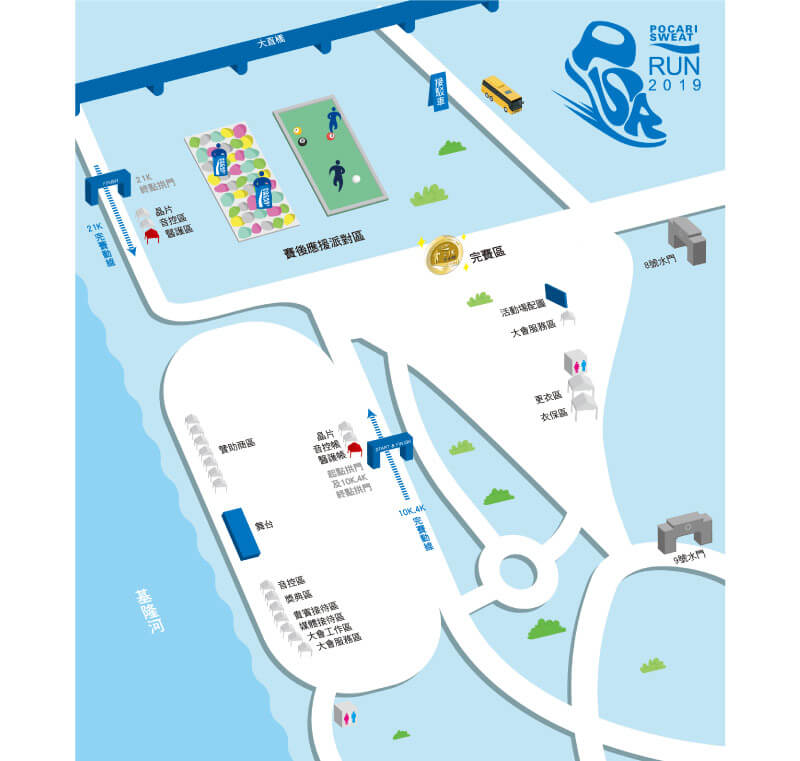 大直橋
POCARI
SWEAT
RUN
2019
接駁車
21K
終點拱門
晶片
音控區
醫護區
21K
完賽動線
賽後應援派對區
完賽區
8號水門
活動場配圖
大會服務區
更衣區
衣保區
贊助商區
晶片
音控帳
醫護帳
START & FINISH
起點拱門
及10K.4K
終點拱門
10K.4K
完賽動線
舞台
9號水門
音控區
獎典區
貴賓接待區
媒體接待區
大會工作區
大會服務區
基隆河